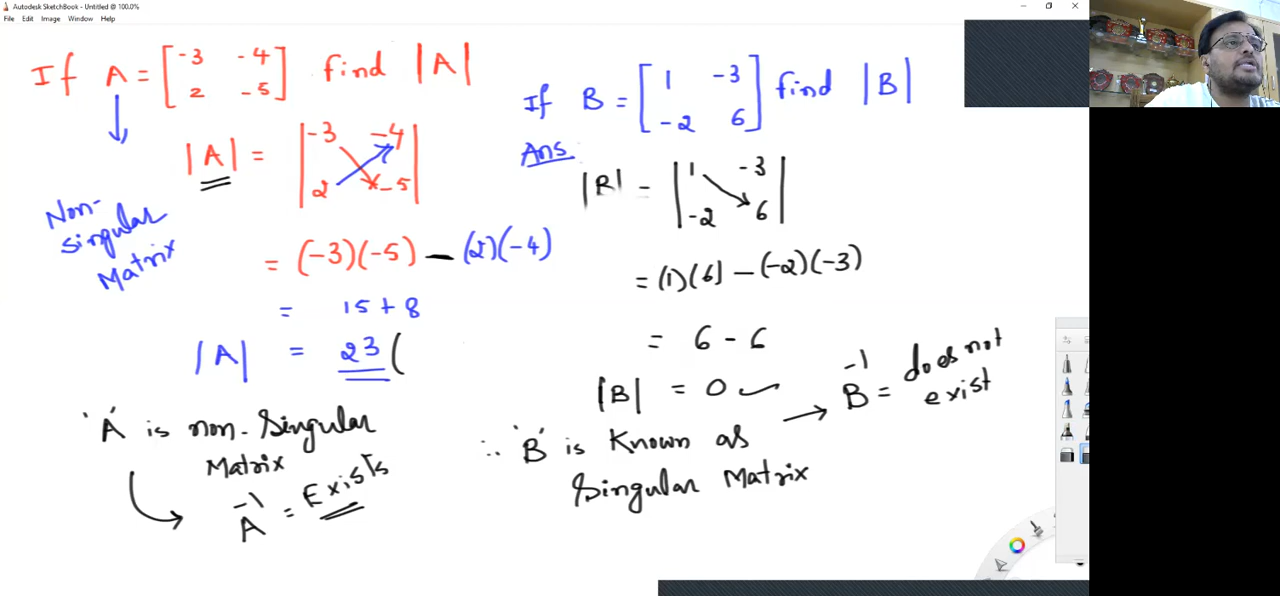 Autodesk SketchBook - Untitled @ 100.0%
File Edit Image Window Help
If A = [-3 -4
2 -5] find |A|
|A| = |-3 -4
2 -5|
Non-
Singular
Matrix
= (-3)(-5) - (2)(-4)
= 15 + 8
|A| = 23 (
'A' is non-Singular
Matrix
A⁻¹ = Exists
If B = [1 -3
-2 6] find |B|
Ans
|B| = |1 -3
-2 6|
= (1)(6) - (-2)(-3)
= 6 - 6
|B| = 0
∴ 'B' is Known as
Singular Matrix
→ B⁻¹ = does not
exist